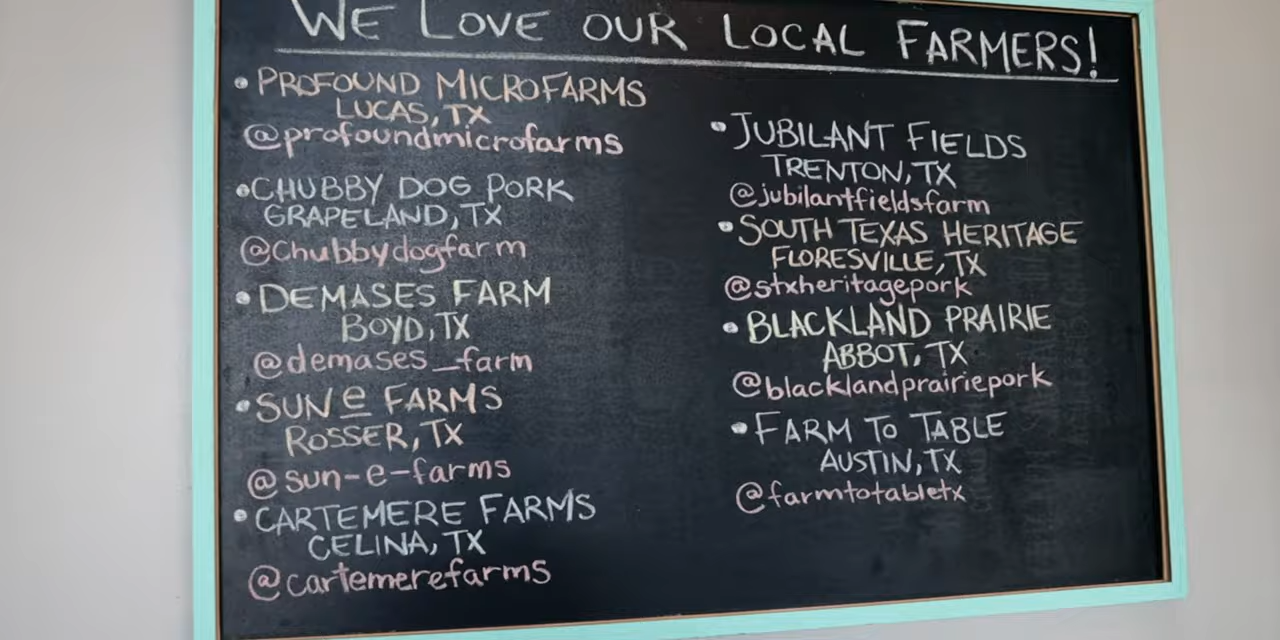 WE LOVE OUR LOCAL FARMERS!
• PROFOUND MICROFARMS
LUCAS, TX
@profoundmicrofarms
• CHUBBY DOG PORK
GRAPELAND, TX
@chubbydogfarm
• DEMASES FARM
BOYD, TX
@demases_farm
• SUN e FARMS
ROSSER, TX
@sun-e-farms
• CARTEMERE FARMS
CELINA, TX
@cartemerefarms
• JUBILANT FIELDS
TRENTON, TX
@jubilantfieldsfarm
• SOUTH TEXAS HERITAGE
FLORESVILLE, TX
@stxheritagepork
• BLACKLAND PRAIRIE
ABBOT, TX
@blacklandprairiepork
• FARM TO TABLE
AUSTIN, TX
@farmtotabletx